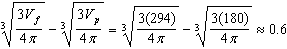 ∛(3V_f / 4π) − ∛(3V_p / 4π) = ∛(3(294) / 4π) − ∛(3(180) / 4π) ≈ 0.6